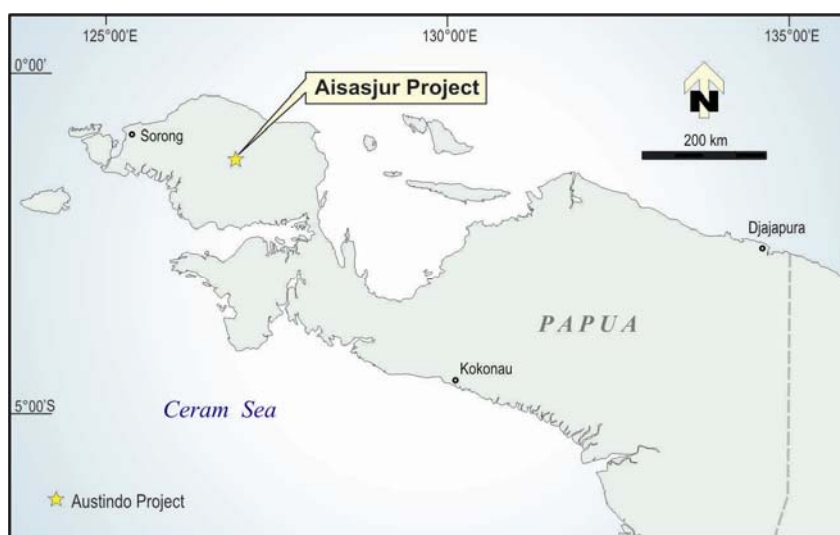 125°00'E
130°00'E
135°00'E
0°00'
Aisasjur Project
N
200 km
Sorong
Djajapura
PAPUA
Kokonau
Ceram Sea
5°00'S
Austindo Project